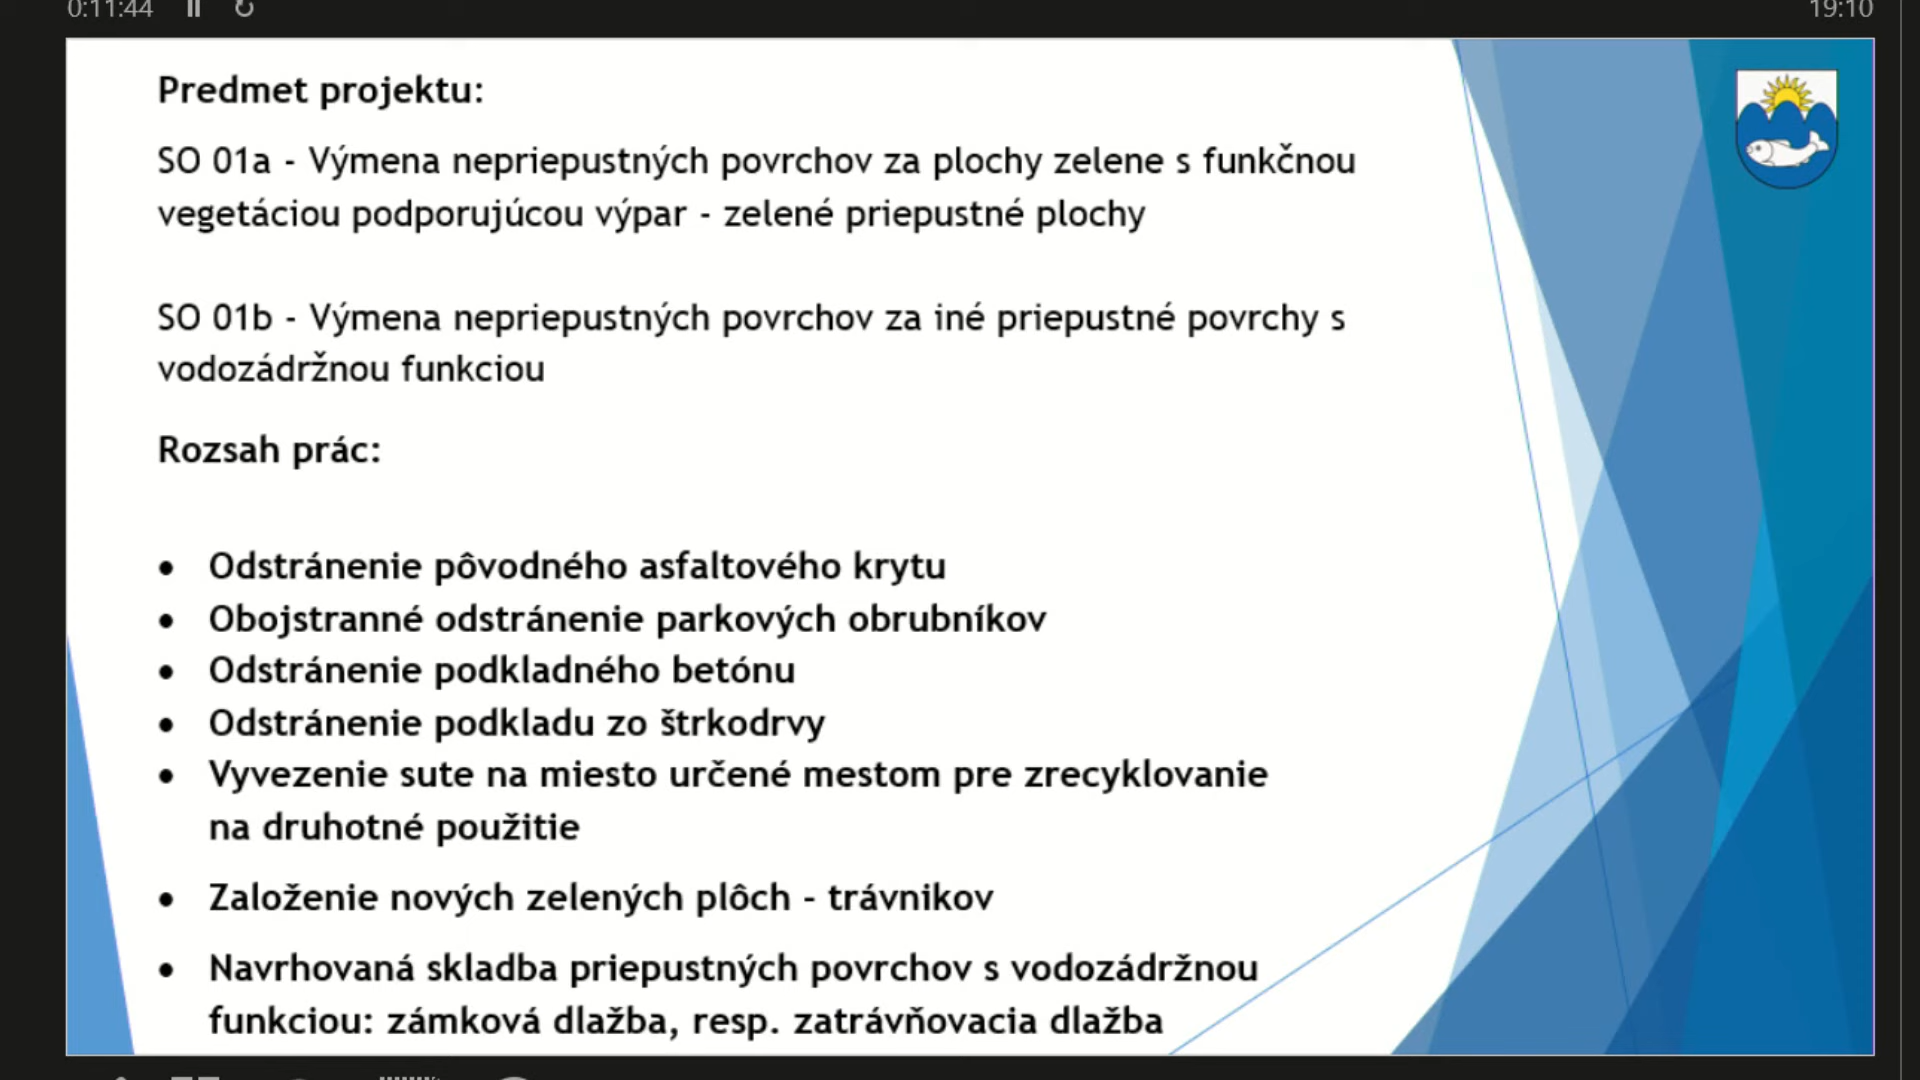 0:11:44
19:10
Predmet projektu:
SO 01a - Výmena nepriepustných povrchov za plochy zelene s funkčnou
vegetáciou podporujúcou výpar - zelené priepustné plochy
SO 01b - Výmena nepriepustných povrchov za iné priepustné povrchy s
vodozádržnou funkciou
Rozsah prác:
• Odstránenie pôvodného asfaltového krytu
• Obojstranné odstránenie parkových obrubníkov
• Odstránenie podkladného betónu
• Odstránenie podkladu zo štrkodrvy
• Vyvezenie sute na miesto určené mestom pre zrecyklovanie
na druhotné použitie
• Založenie nových zelených plôch - trávnikov
• Navrhovaná skladba priepustných povrchov s vodozádržnou
funkciou: zámková dlažba, resp. zatrávňovacia dlažba